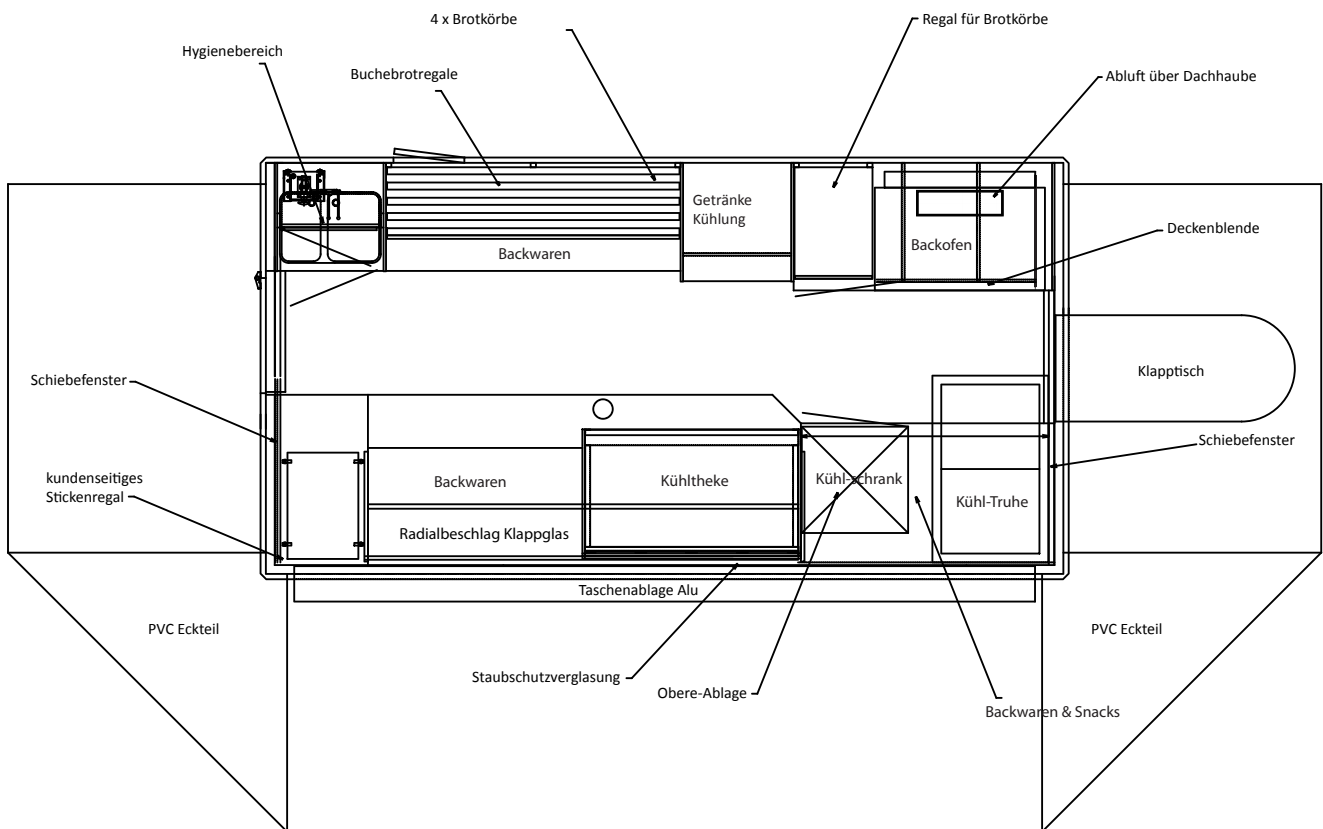 4 x Brotkörbe
Regal für Brotkörbe
Hygienebereich
Buchebrotregale
Abluft über Dachhaube
Getränke
Kühlung
Deckenblende
Backofen
Backwaren
Schiebefenster
Klapptisch
Schiebefenster
kundenseitiges
Stickenregal
Backwaren
Kühltheke
Kühl-schrank
Kühl-Truhe
Radialbeschlag Klappglas
Taschenablage Alu
PVC Eckteil
PVC Eckteil
Staubschutzverglasung
Obere-Ablage
Backwaren & Snacks